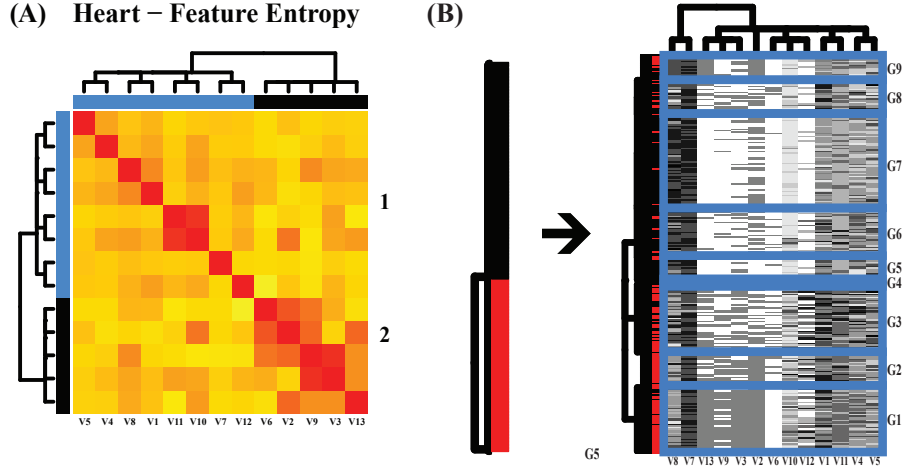 (A) Heart – Feature Entropy
1
2
V5 V4 V8 V1 V11 V10 V7 V12 V6 V2 V9 V3 V13
(B)
G9
G8
G7
G6
G5
G4
G3
G2
G1
G5
V8 V7 V13 V9 V3 V2 V6 V10 V12 V1 V11 V4 V5